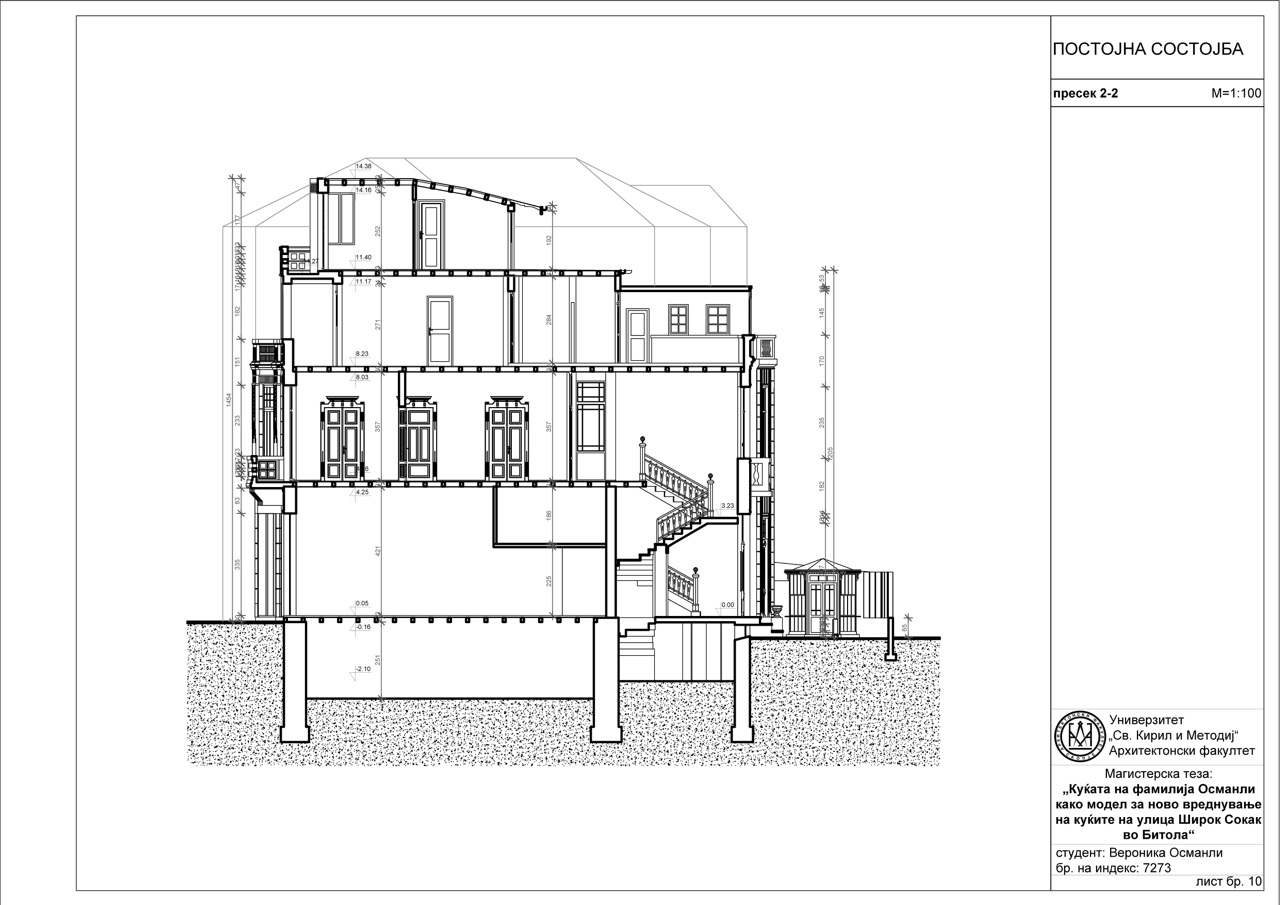 ПОСТОЈНА СОСТОЈБА
пресек 2-2 М=1:100
14.38
14.16
252
192
11.40
11.17
271
284
182
145
8.23
8.03
151
170
1454
233
357
357
235
4.25
83
186
182
3.23
421
335
225
0.05
0.00
-0.16
251
-2.10
65
Универзитет
„Св. Кирил и Методиј“
Архитектонски факултет
Магистерска теза:
„Куќата на фамилија Османли
како модел за ново вреднување
на куќите на улица Широк Сокак
во Битола“
студент: Вероника Османли
бр. на индекс: 7273
лист бр. 10